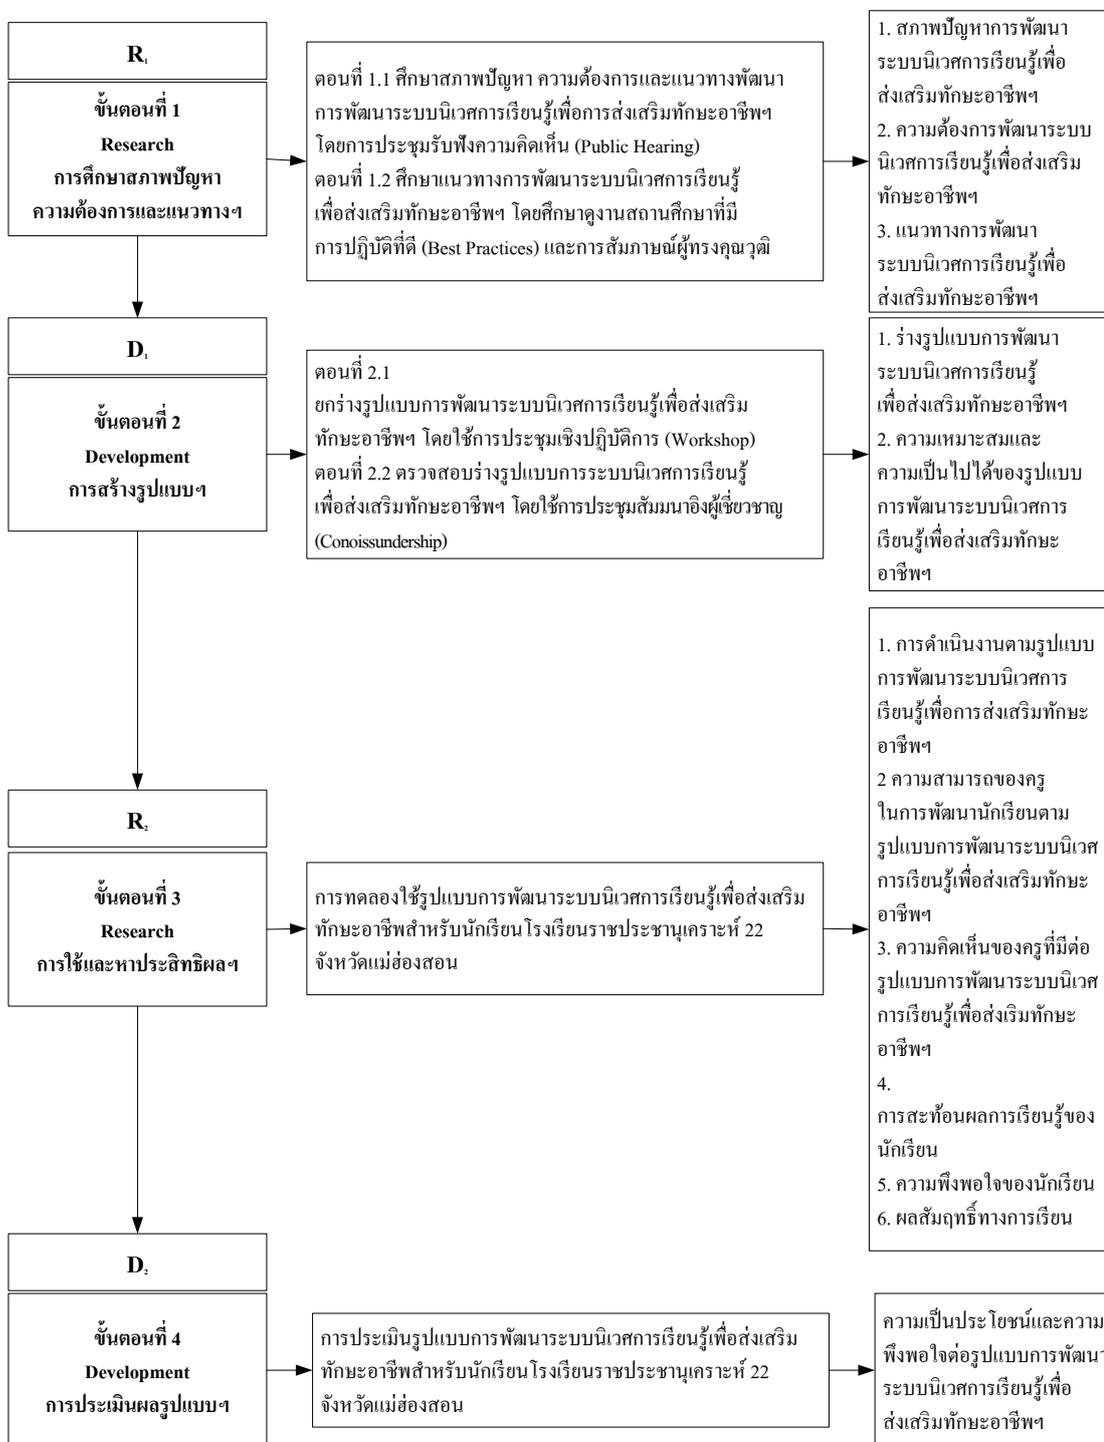 R₁
ขั้นตอนที่ 1
Research
การศึกษาสภาพปัญหา
ความต้องการและแนวทางฯ
ตอนที่ 1.1 ศึกษาสภาพปัญหา ความต้องการและแนวทางพัฒนา
การพัฒนาระบบนิเวศการเรียนรู้เพื่อการส่งเสริมทักษะอาชีพฯ
โดยการประชุมรับฟังความคิดเห็น (Public Hearing)
ตอนที่ 1.2 ศึกษาแนวทางการพัฒนาระบบนิเวศการเรียนรู้
เพื่อส่งเสริมทักษะอาชีพฯ โดยศึกษาดูงานสถานศึกษาที่มี
การปฏิบัติที่ดี (Best Practices) และการสัมภาษณ์ผู้ทรงคุณวุฒิ
1. สภาพปัญหาการพัฒนา
ระบบนิเวศการเรียนรู้เพื่อ
ส่งเสริมทักษะอาชีพฯ
2. ความต้องการพัฒนาระบบ
นิเวศการเรียนรู้เพื่อส่งเสริม
ทักษะอาชีพฯ
3. แนวทางการพัฒนา
ระบบนิเวศการเรียนรู้เพื่อ
ส่งเสริมทักษะอาชีพฯ
D₁
ขั้นตอนที่ 2
Development
การสร้างรูปแบบฯ
ตอนที่ 2.1
ยกร่างรูปแบบการพัฒนาระบบนิเวศการเรียนรู้เพื่อส่งเสริม
ทักษะอาชีพฯ โดยใช้การประชุมเชิงปฏิบัติการ (Workshop)
ตอนที่ 2.2 ตรวจสอบร่างรูปแบบการระบบนิเวศการเรียนรู้
เพื่อส่งเสริมทักษะอาชีพฯ โดยใช้การประชุมสัมมนาอิงผู้เชี่ยวชาญ
(Conoissundership)
1. ร่างรูปแบบการพัฒนา
ระบบนิเวศการเรียนรู้
เพื่อส่งเสริมทักษะอาชีพฯ
2. ความเหมาะสมและ
ความเป็นไปได้ของรูปแบบ
การพัฒนาระบบนิเวศการ
เรียนรู้เพื่อส่งเสริมทักษะ
อาชีพฯ
R₂
ขั้นตอนที่ 3
Research
การใช้และหาประสิทธิผลฯ
การทดลองใช้รูปแบบการพัฒนาระบบนิเวศการเรียนรู้เพื่อส่งเสริม
ทักษะอาชีพสำหรับนักเรียนโรงเรียนราชประชานุเคราะห์ 22
จังหวัดแม่ฮ่องสอน
1. การดำเนินงานตามรูปแบบ
การพัฒนาระบบนิเวศการ
เรียนรู้เพื่อการส่งเสริมทักษะ
อาชีพฯ
2 ความสามารถของครู
ในการพัฒนานักเรียนตาม
รูปแบบการพัฒนาระบบนิเวศ
การเรียนรู้เพื่อส่งเสริมทักษะ
อาชีพฯ
3. ความคิดเห็นของครูที่มีต่อ
รูปแบบการพัฒนาระบบนิเวศ
การเรียนรู้เพื่อส่งเริมทักษะ
อาชีพฯ
4.
การสะท้อนผลการเรียนรู้ของ
นักเรียน
5. ความพึงพอใจของนักเรียน
6. ผลสัมฤทธิ์ทางการเรียน
D₂
ขั้นตอนที่ 4
Development
การประเมินผลรูปแบบฯ
การประเมินรูปแบบการพัฒนาระบบนิเวศการเรียนรู้เพื่อส่งเสริม
ทักษะอาชีพสำหรับนักเรียนโรงเรียนราชประชานุเคราะห์ 22
จังหวัดแม่ฮ่องสอน
ความเป็นประโยชน์และความ
พึงพอใจต่อรูปแบบการพัฒนา
ระบบนิเวศการเรียนรู้เพื่อ
ส่งเสริมทักษะอาชีพฯ